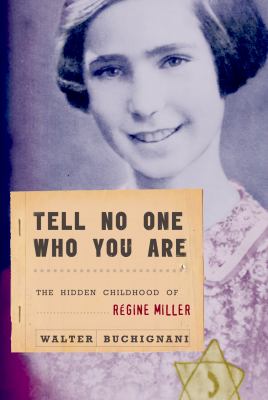 TELL NO ONE
WHO YOU ARE
THE HIDDEN CHILDHOOD OF
RÉGINE MILLER
WALTER BUCHIGNANI